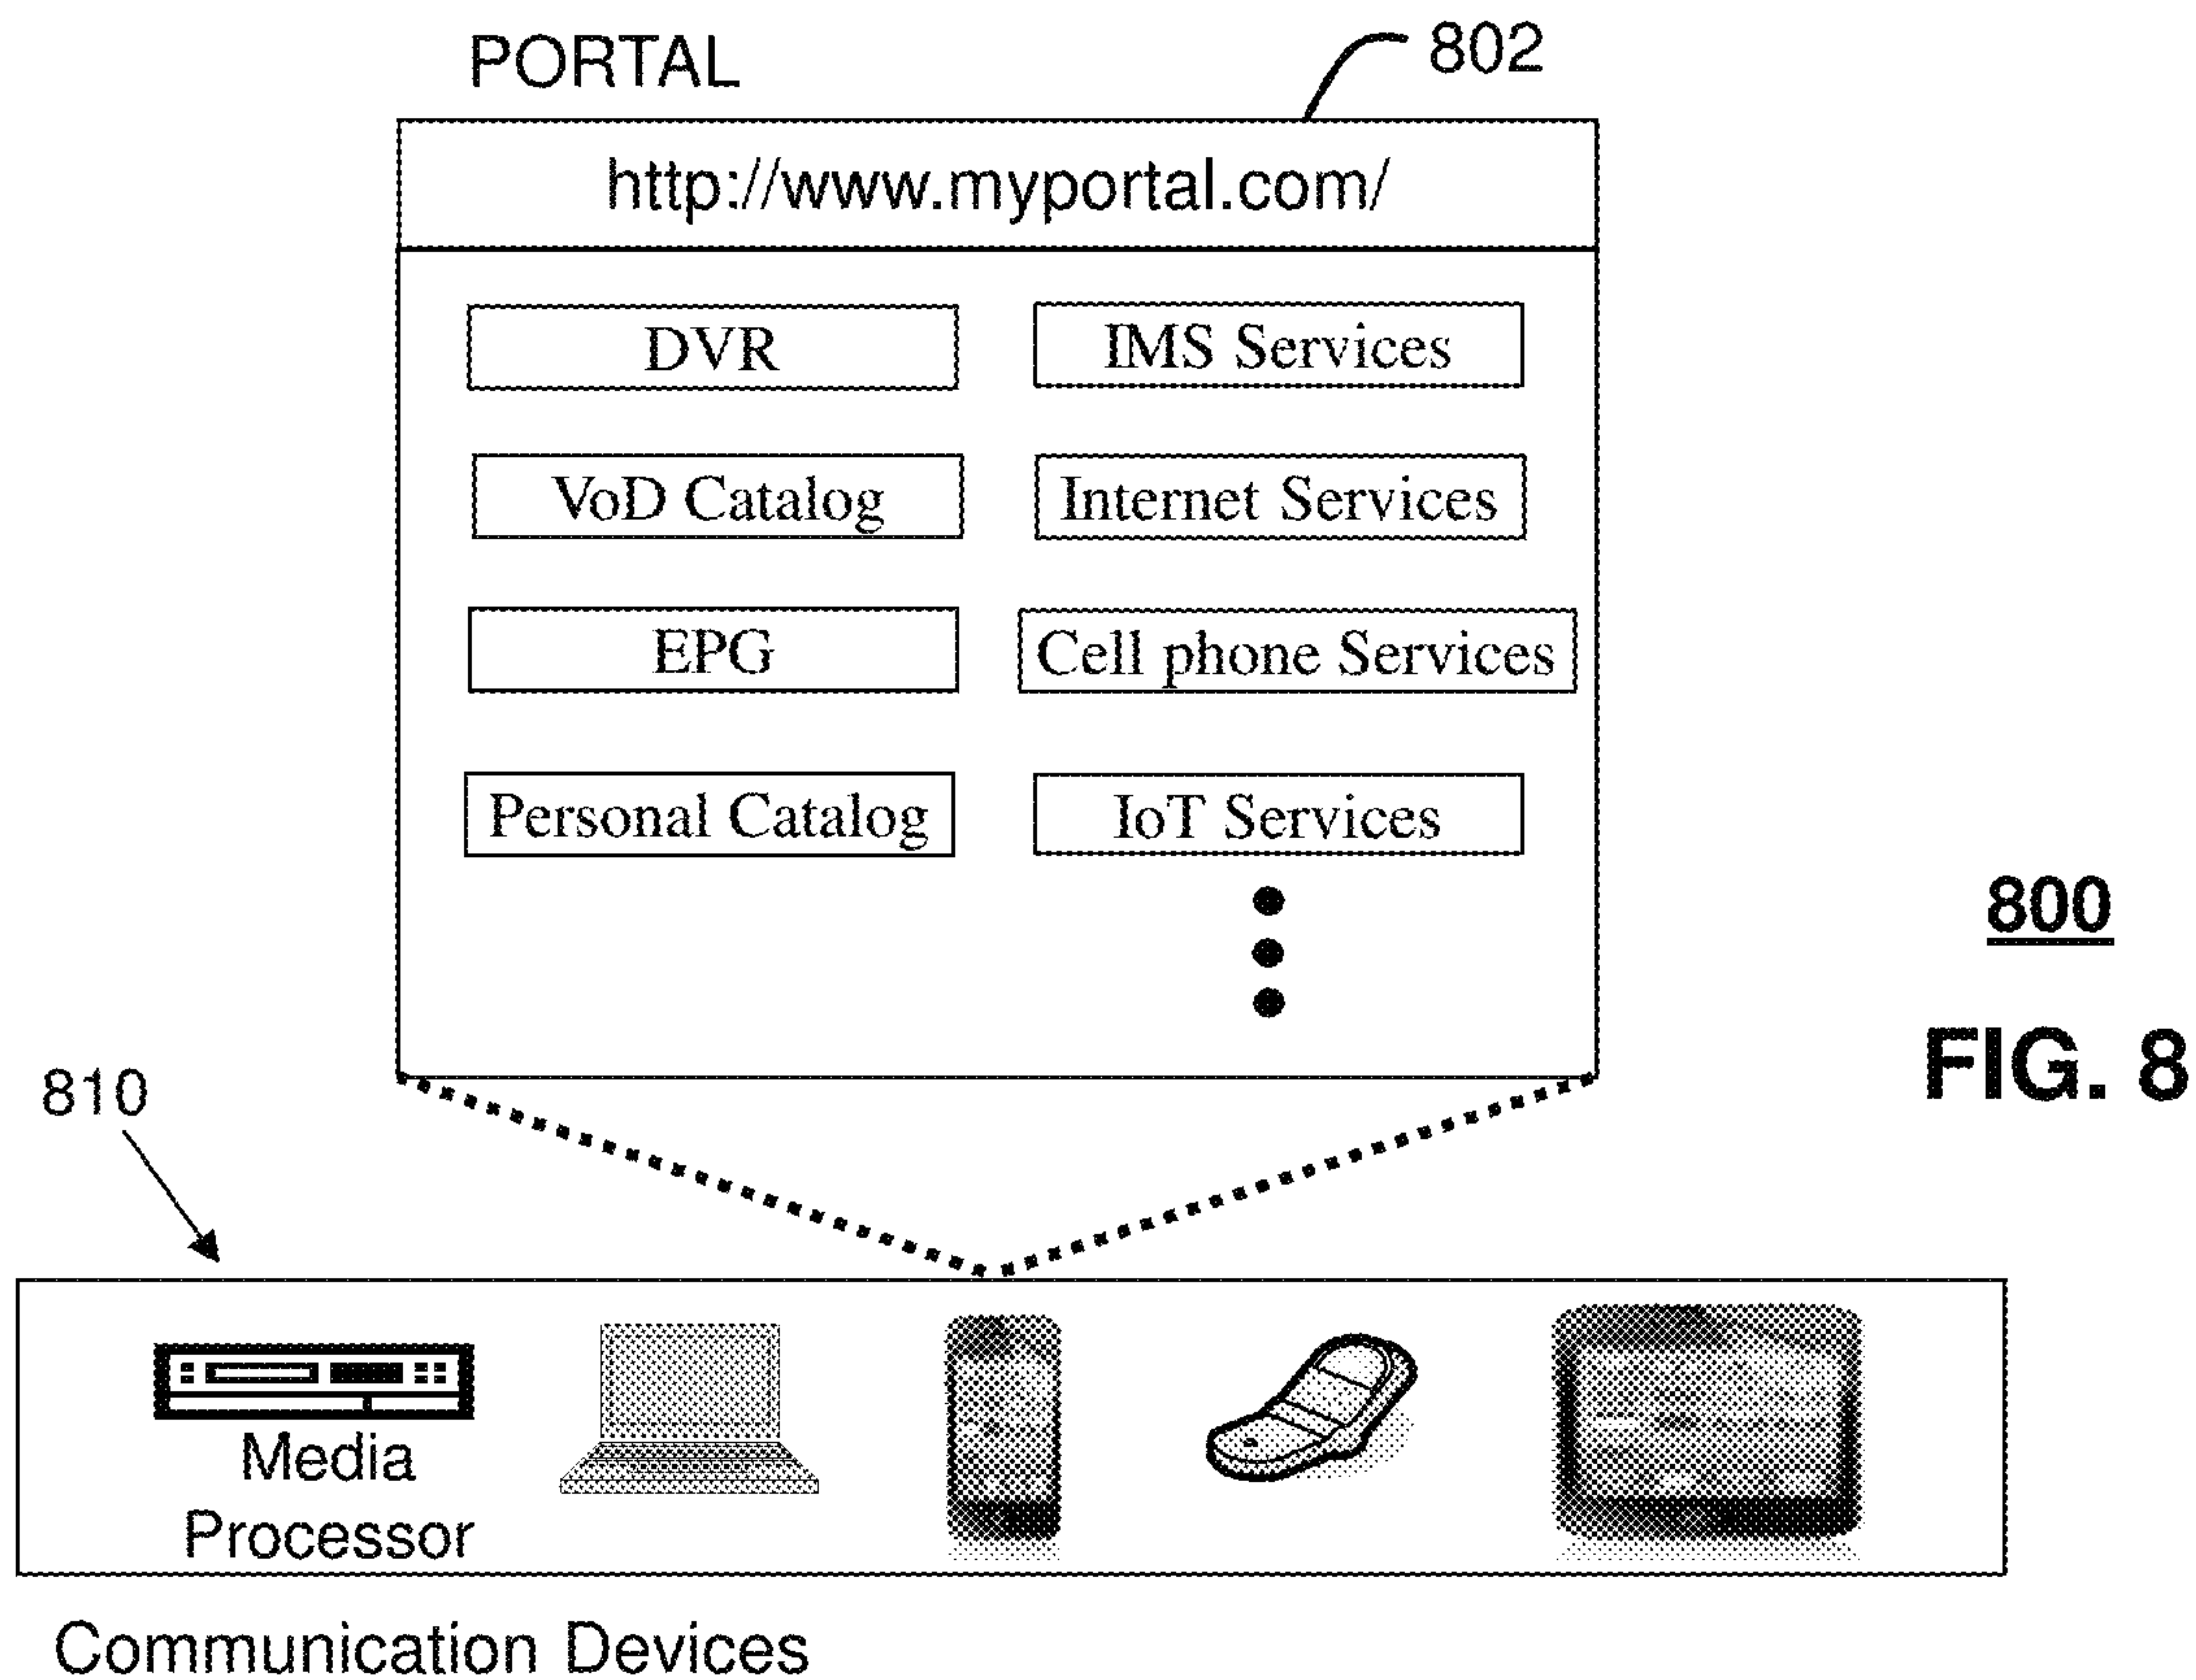 PORTAL
802
http://www.myportal.com/
DVR
IMS Services
VoD Catalog
Internet Services
EPG
Cell phone Services
Personal Catalog
IoT Services
800
FIG. 8
810
Media
Processor
Communication Devices